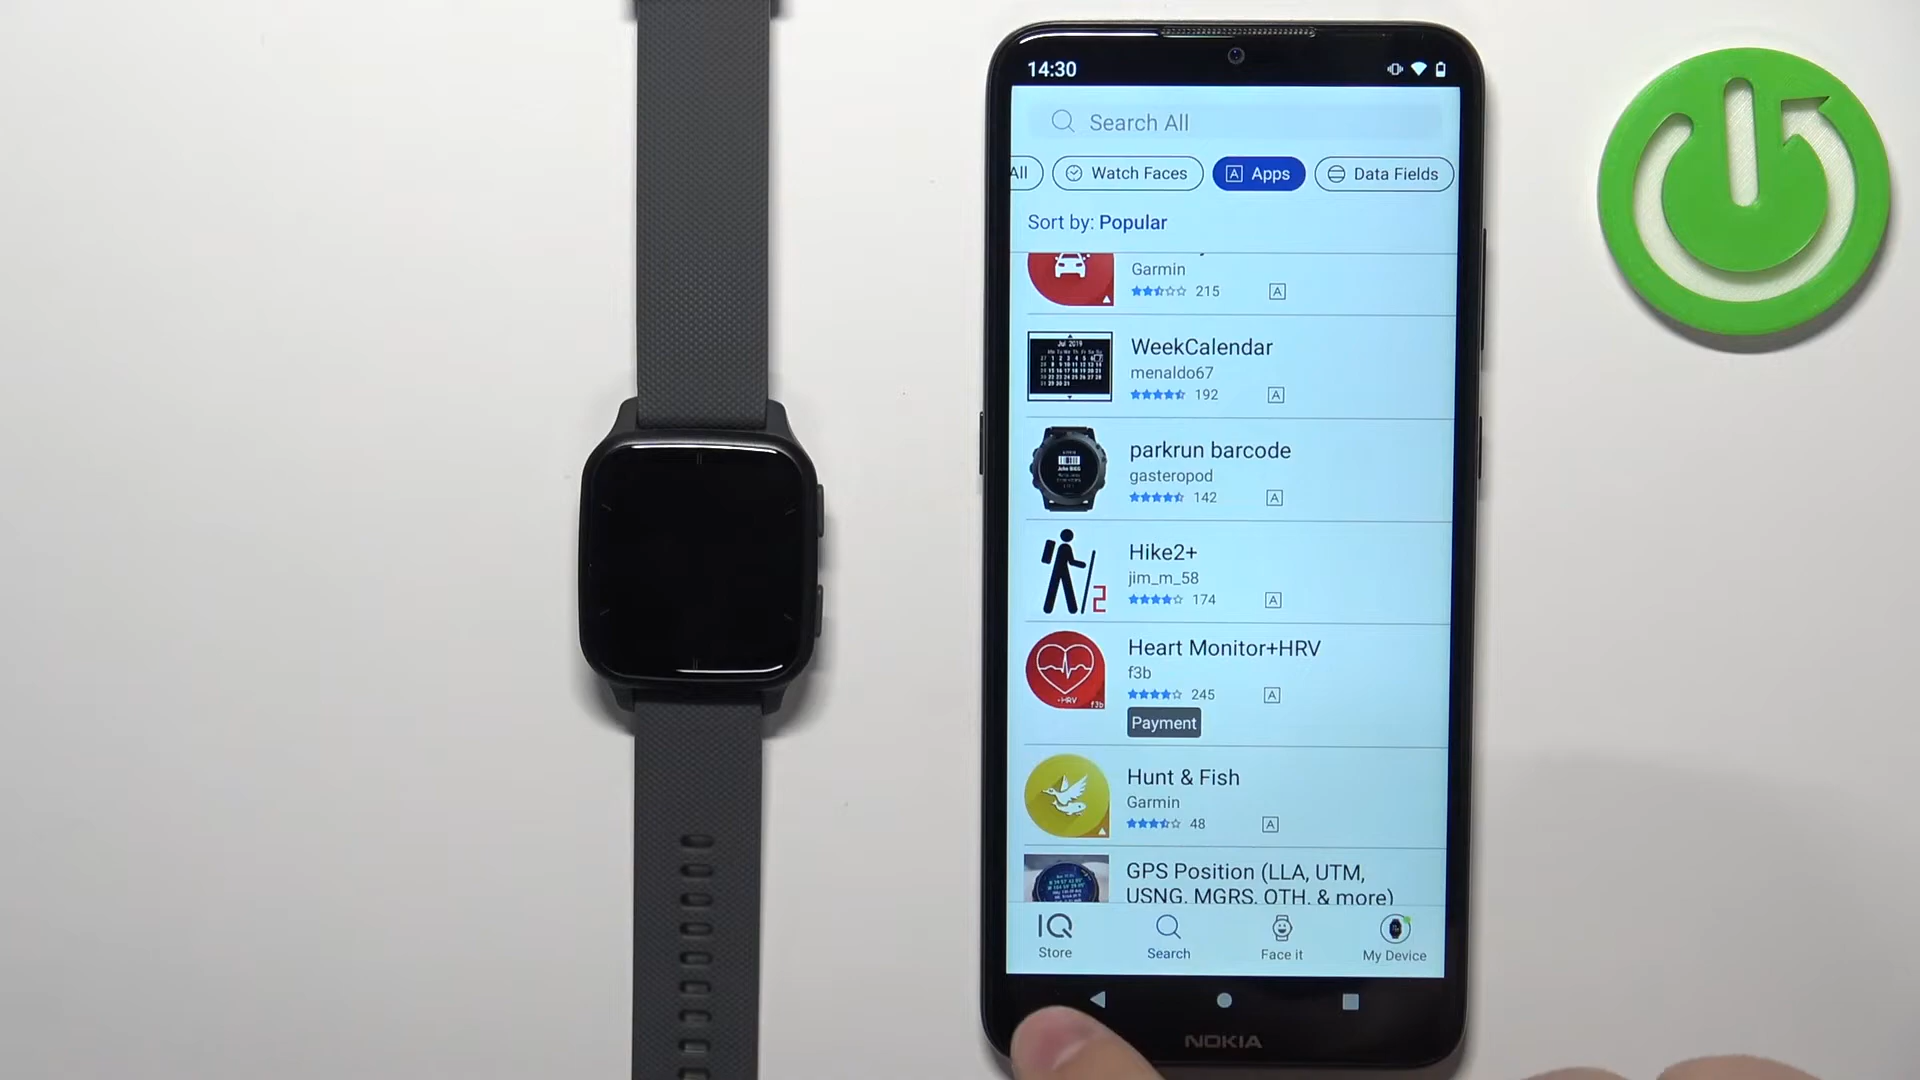 14:30
Search All
All
Watch Faces
Apps
Data Fields
Sort by: Popular
Garmin
215
WeekCalendar
menaldo67
192
parkrun barcode
gasteropod
142
Hike2+
jim_m_58
174
2
Heart Monitor+HRV
f3b
245
Payment
Hunt & Fish
Garmin
48
GPS Position (LLA, UTM,
USNG, MGRS, OTH, & more)
IQ
Store
Search
Face it
My Device
NOKIA